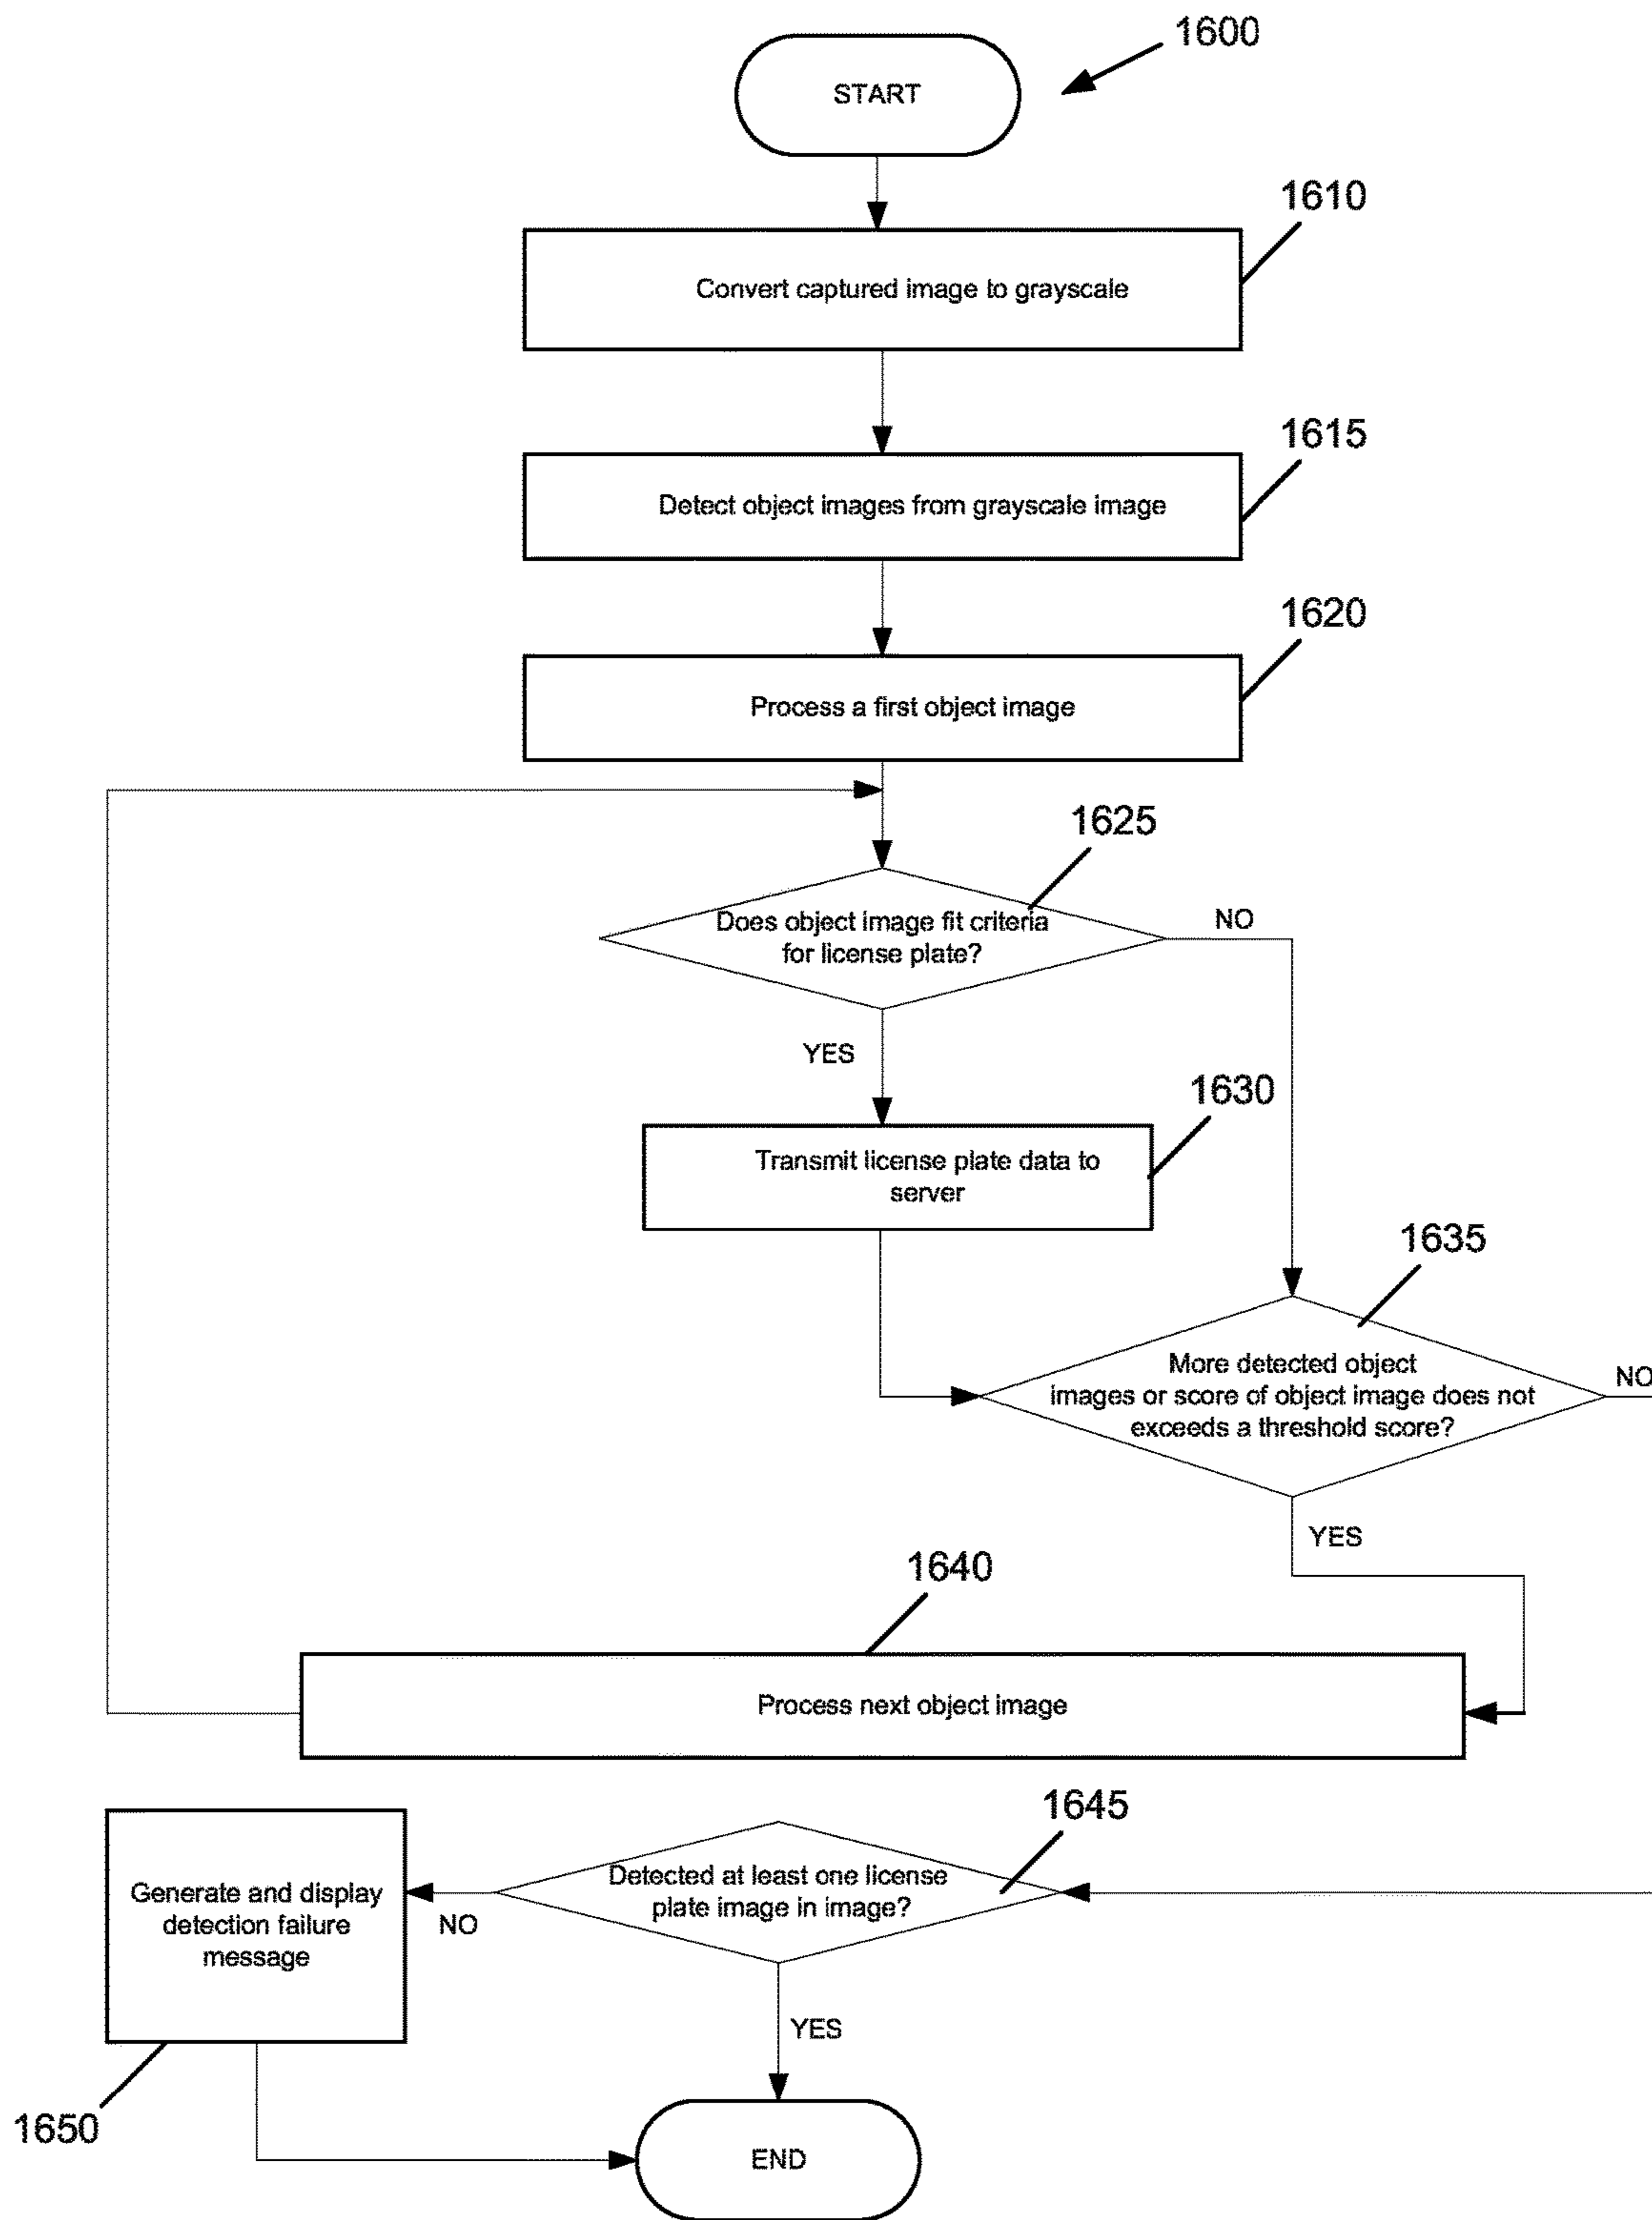 1600
START
1610
Convert captured image to grayscale
1615
Detect object images from grayscale image
1620
Process a first object image
1625
Does object image fit criteria
for license plate?
NO
YES
1630
Transmit license plate data to
server
1635
More detected object
images or score of object image does not
exceeds a threshold score?
NO
YES
1640
Process next object image
1645
Detected at least one license
plate image in image?
Generate and display
detection failure
message
NO
YES
1650
END